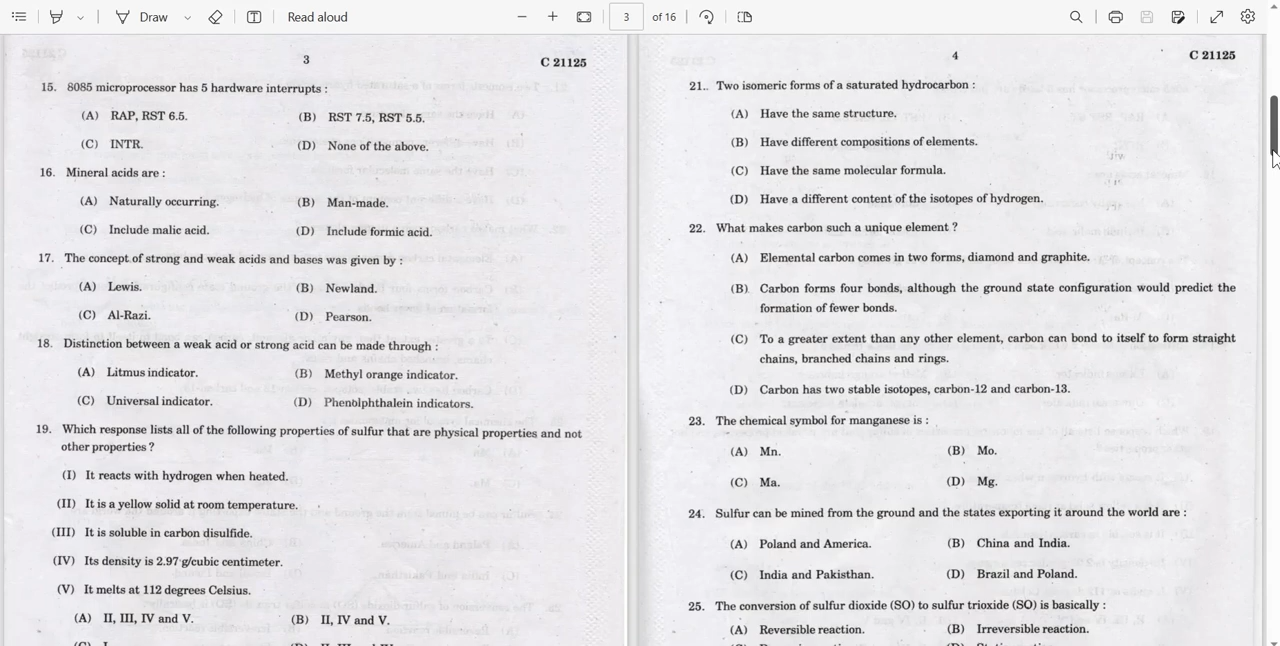 Draw
Read aloud
3
of 16
3
C 21125
15. 8085 microprocessor has 5 hardware interrupts :
(A) RAP, RST 6.5.
(B) RST 7.5, RST 5.5.
(C) INTR.
(D) None of the above.
16. Mineral acids are :
(A) Naturally occurring.
(B) Man-made.
(C) Include malic acid.
(D) Include formic acid.
17. The concept of strong and weak acids and bases was given by :
(A) Lewis.
(B) Newland.
(C) Al-Razi.
(D) Pearson.
18. Distinction between a weak acid or strong acid can be made through :
(A) Litmus indicator.
(B) Methyl orange indicator.
(C) Universal indicator.
(D) Phenolphthalein indicators.
19. Which response lists all of the following properties of sulfur that are physical properties and not
other properties ?
(I) It reacts with hydrogen when heated.
(II) It is a yellow solid at room temperature.
(III) It is soluble in carbon disulfide.
(IV) Its density is 2.97 g/cubic centimeter.
(V) It melts at 112 degrees Celsius.
(A) II, III, IV and V.
(B) II, IV and V.
4
C 21125
21.. Two isomeric forms of a saturated hydrocarbon :
(A) Have the same structure.
(B) Have different compositions of elements.
(C) Have the same molecular formula.
(D) Have a different content of the isotopes of hydrogen.
22. What makes carbon such a unique element ?
(A) Elemental carbon comes in two forms, diamond and graphite.
(B) Carbon forms four bonds, although the ground state configuration would predict the
formation of fewer bonds.
(C) To a greater extent than any other element, carbon can bond to itself to form straight
chains, branched chains and rings.
(D) Carbon has two stable isotopes, carbon-12 and carbon-13.
23. The chemical symbol for manganese is :
(A) Mn.
(B) Mo.
(C) Ma.
(D) Mg.
24. Sulfur can be mined from the ground and the states exporting it around the world are :
(A) Poland and America.
(B) China and India.
(C) India and Pakisthan.
(D) Brazil and Poland.
25. The conversion of sulfur dioxide (SO) to sulfur trioxide (SO) is basically :
(A) Reversible reaction.
(B) Irreversible reaction.